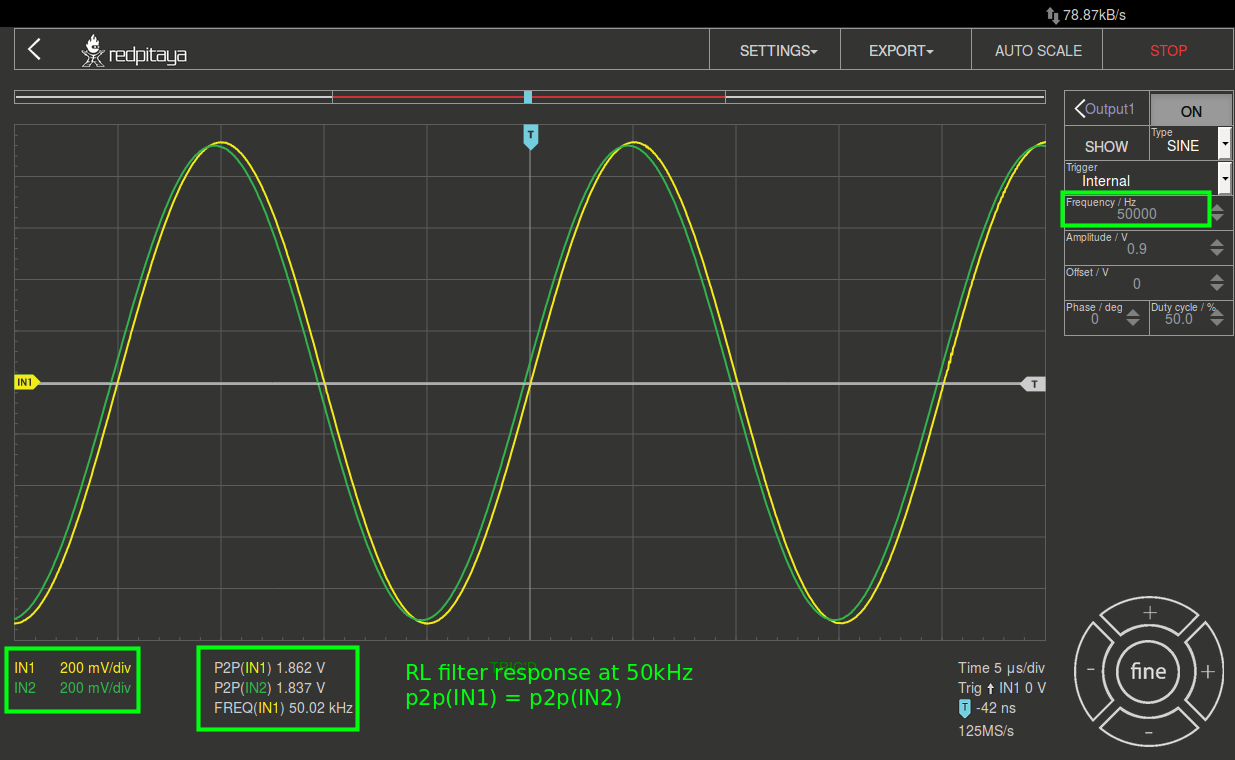 78.87kB/s
redpitaya
SETTINGS
EXPORT
AUTO SCALE
STOP
Output1
ON
SHOW
Type
SINE
Trigger
Internal
Frequency / Hz
50000
Amplitude / V
0.9
Offset / V
0
Phase / deg
0
Duty cycle / %
50.0
T
IN1
T
IN1 200 mV/div
IN2 200 mV/div
P2P(IN1) 1.862 V
P2P(IN2) 1.837 V
FREQ(IN1) 50.02 kHz
TRIG'D
RL filter response at 50kHz
p2p(IN1) = p2p(IN2)
Time 5 µs/div
Trig IN1 0 V
T -42 ns
125MS/s
+
- fine +
-